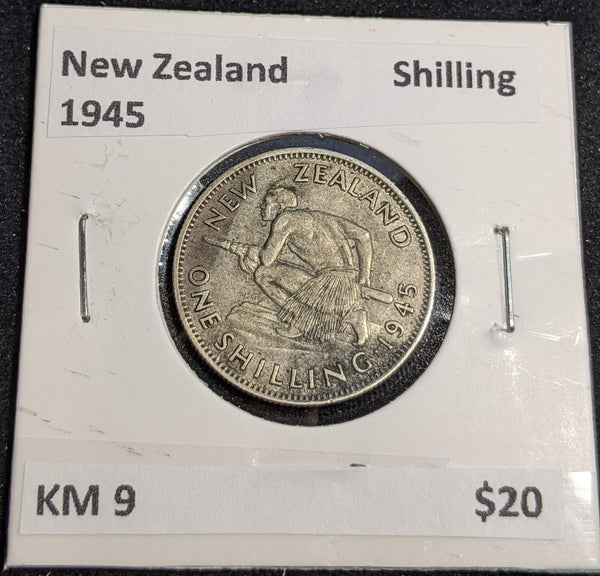 New Zealand Shilling
1945
NEW ZEALAND
ONE SHILLING 1945
KM 9 $20